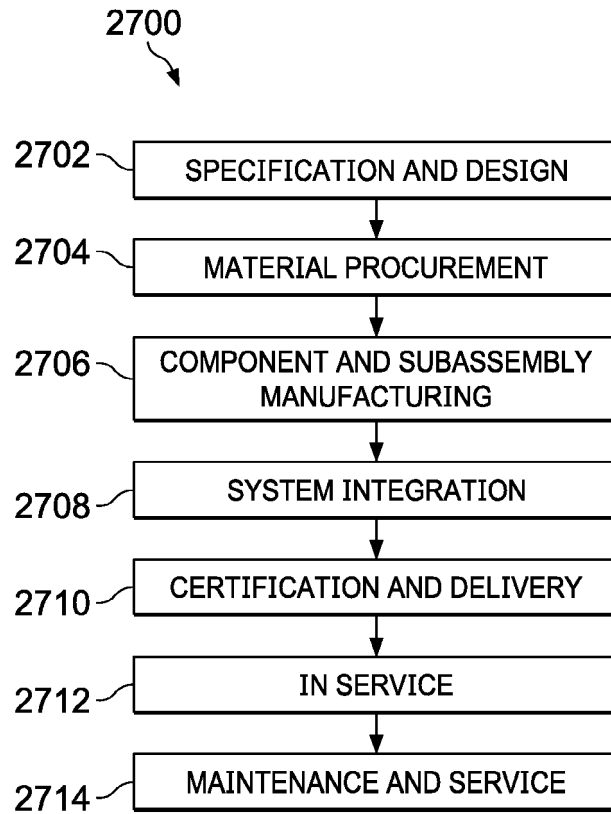 2700
2702
SPECIFICATION AND DESIGN
2704
MATERIAL PROCUREMENT
2706
COMPONENT AND SUBASSEMBLY
MANUFACTURING
2708
SYSTEM INTEGRATION
2710
CERTIFICATION AND DELIVERY
2712
IN SERVICE
2714
MAINTENANCE AND SERVICE